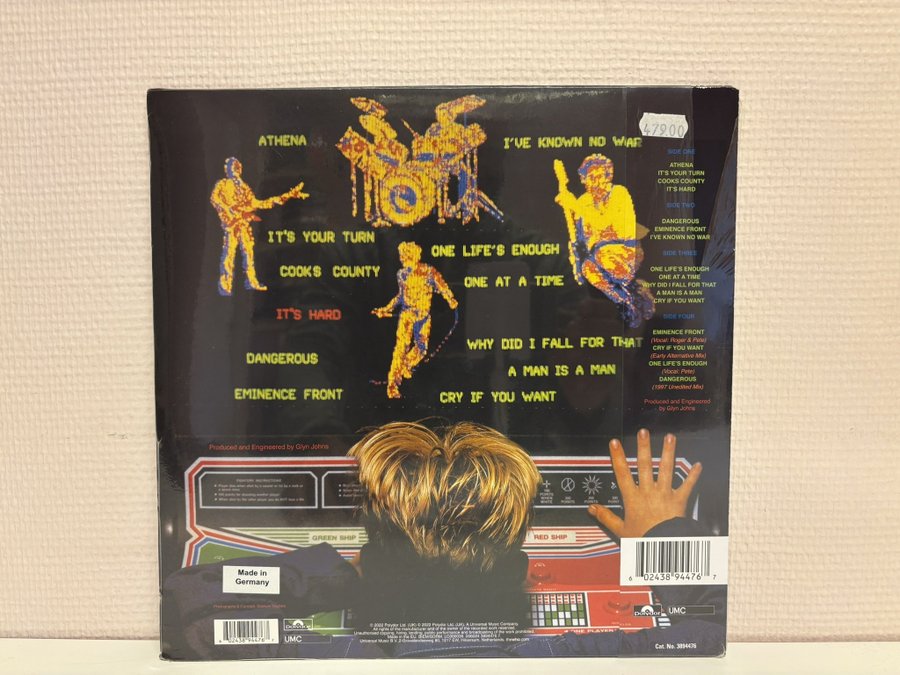 ATHENA
I'VE KNOWN NO WAR
IT'S YOUR TURN
ONE LIFE'S ENOUGH
COOK$ COUNTY
ONE AT A TIME
IT'S HARD
WHY DID I FALL FOR THAT
DANGEROUS
A MAN IS A MAN
EMINENCE FRONT
CRY IF YOU WANT
479.00
SIDE ONE
ATHENA
IT'S YOUR TURN
COOKS COUNTY
IT'S HARD
SIDE TWO
DANGEROUS
EMINENCE FRONT
I'VE KNOWN NO WAR
SIDE THREE
ONE LIFE'S ENOUGH
ONE AT A TIME
WHY DID I FALL FOR THAT
A MAN IS A MAN
CRY IF YOU WANT
SIDE FOUR
EMINENCE FRONT
(Vocal: Roger & Pete)
CRY IF YOU WANT
(Early Alternative Mix)
ONE LIFE'S ENOUGH
(Vocal: Pete)
DANGEROUS
(1997 Unedited Mix)
Produced and Engineered
by Glyn Johns
Produced and Engineered by Glyn Johns
GREEN SHIP
RED SHIP
Made in
Germany
6 02438 94476 7
6 02438 94476 7
Polydor
UMC
Polydor
UMC
Cat. No. 3894476